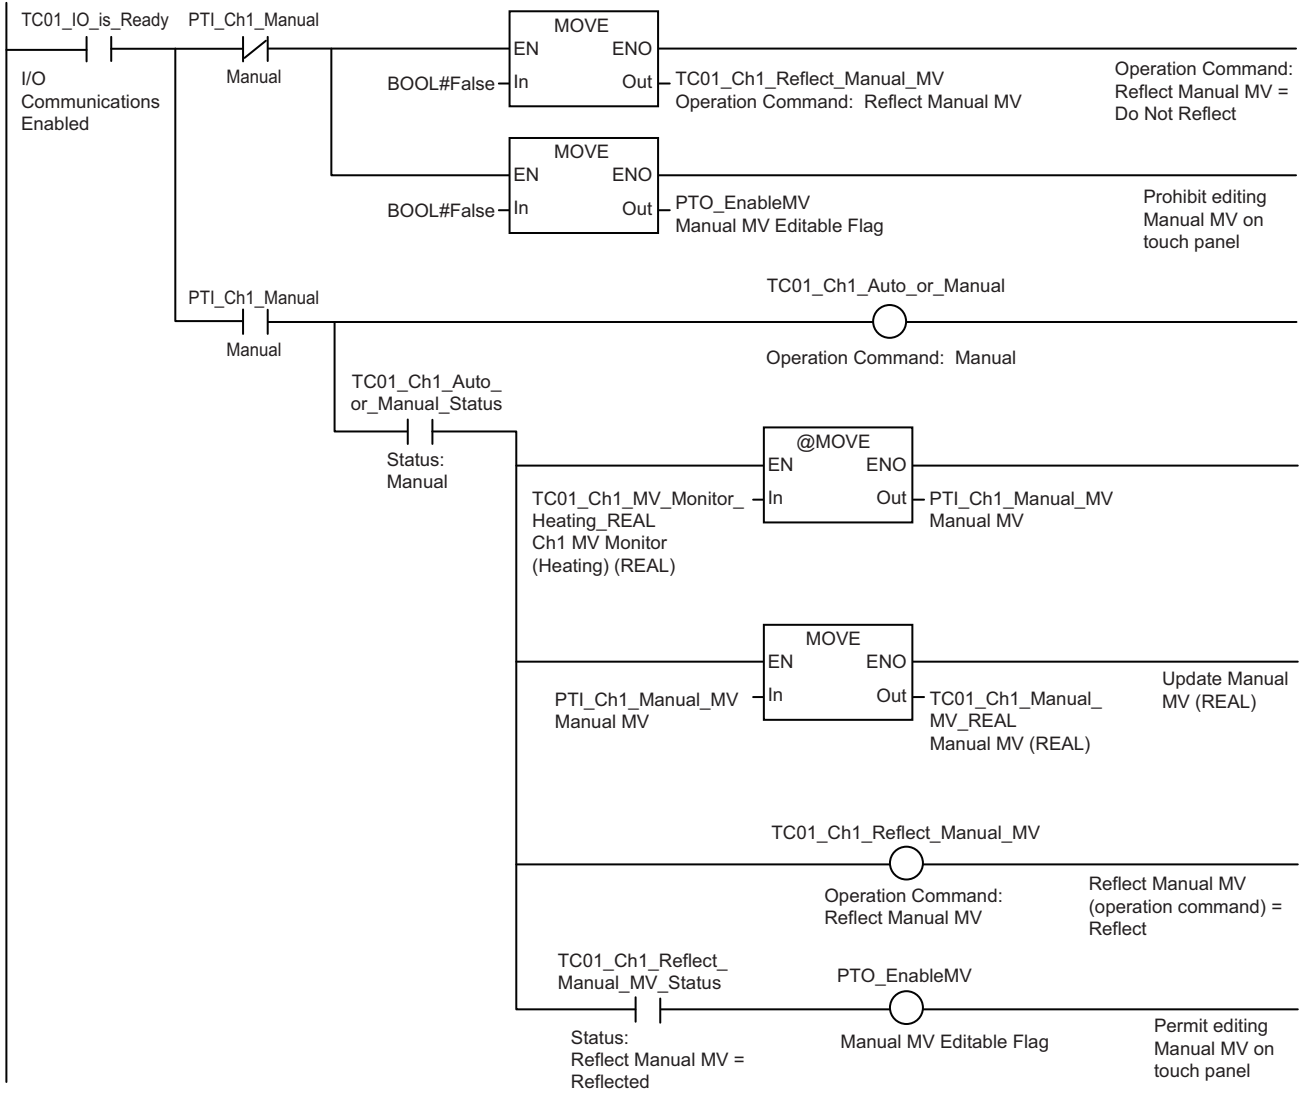 TC01_IO_is_Ready
PTI_Ch1_Manual
I/O
Communications
Enabled
Manual
MOVE
EN
ENO
BOOL#False
In
Out
TC01_Ch1_Reflect_Manual_MV
Operation Command: Reflect Manual MV
Operation Command:
Reflect Manual MV =
Do Not Reflect
MOVE
EN
ENO
BOOL#False
In
Out
PTO_EnableMV
Manual MV Editable Flag
Prohibit editing
Manual MV on
touch panel
PTI_Ch1_Manual
Manual
TC01_Ch1_Auto_or_Manual
Operation Command: Manual
TC01_Ch1_Auto_
or_Manual_Status
Status:
Manual
@MOVE
EN
ENO
TC01_Ch1_MV_Monitor_
Heating_REAL
Ch1 MV Monitor
(Heating) (REAL)
In
Out
PTI_Ch1_Manual_MV
Manual MV
MOVE
EN
ENO
PTI_Ch1_Manual_MV
Manual MV
In
Out
TC01_Ch1_Manual_
MV_REAL
Manual MV (REAL)
Update Manual
MV (REAL)
TC01_Ch1_Reflect_Manual_MV
Operation Command:
Reflect Manual MV
Reflect Manual MV
(operation command) =
Reflect
TC01_Ch1_Reflect_
Manual_MV_Status
Status:
Reflect Manual MV =
Reflected
PTO_EnableMV
Manual MV Editable Flag
Permit editing
Manual MV on
touch panel